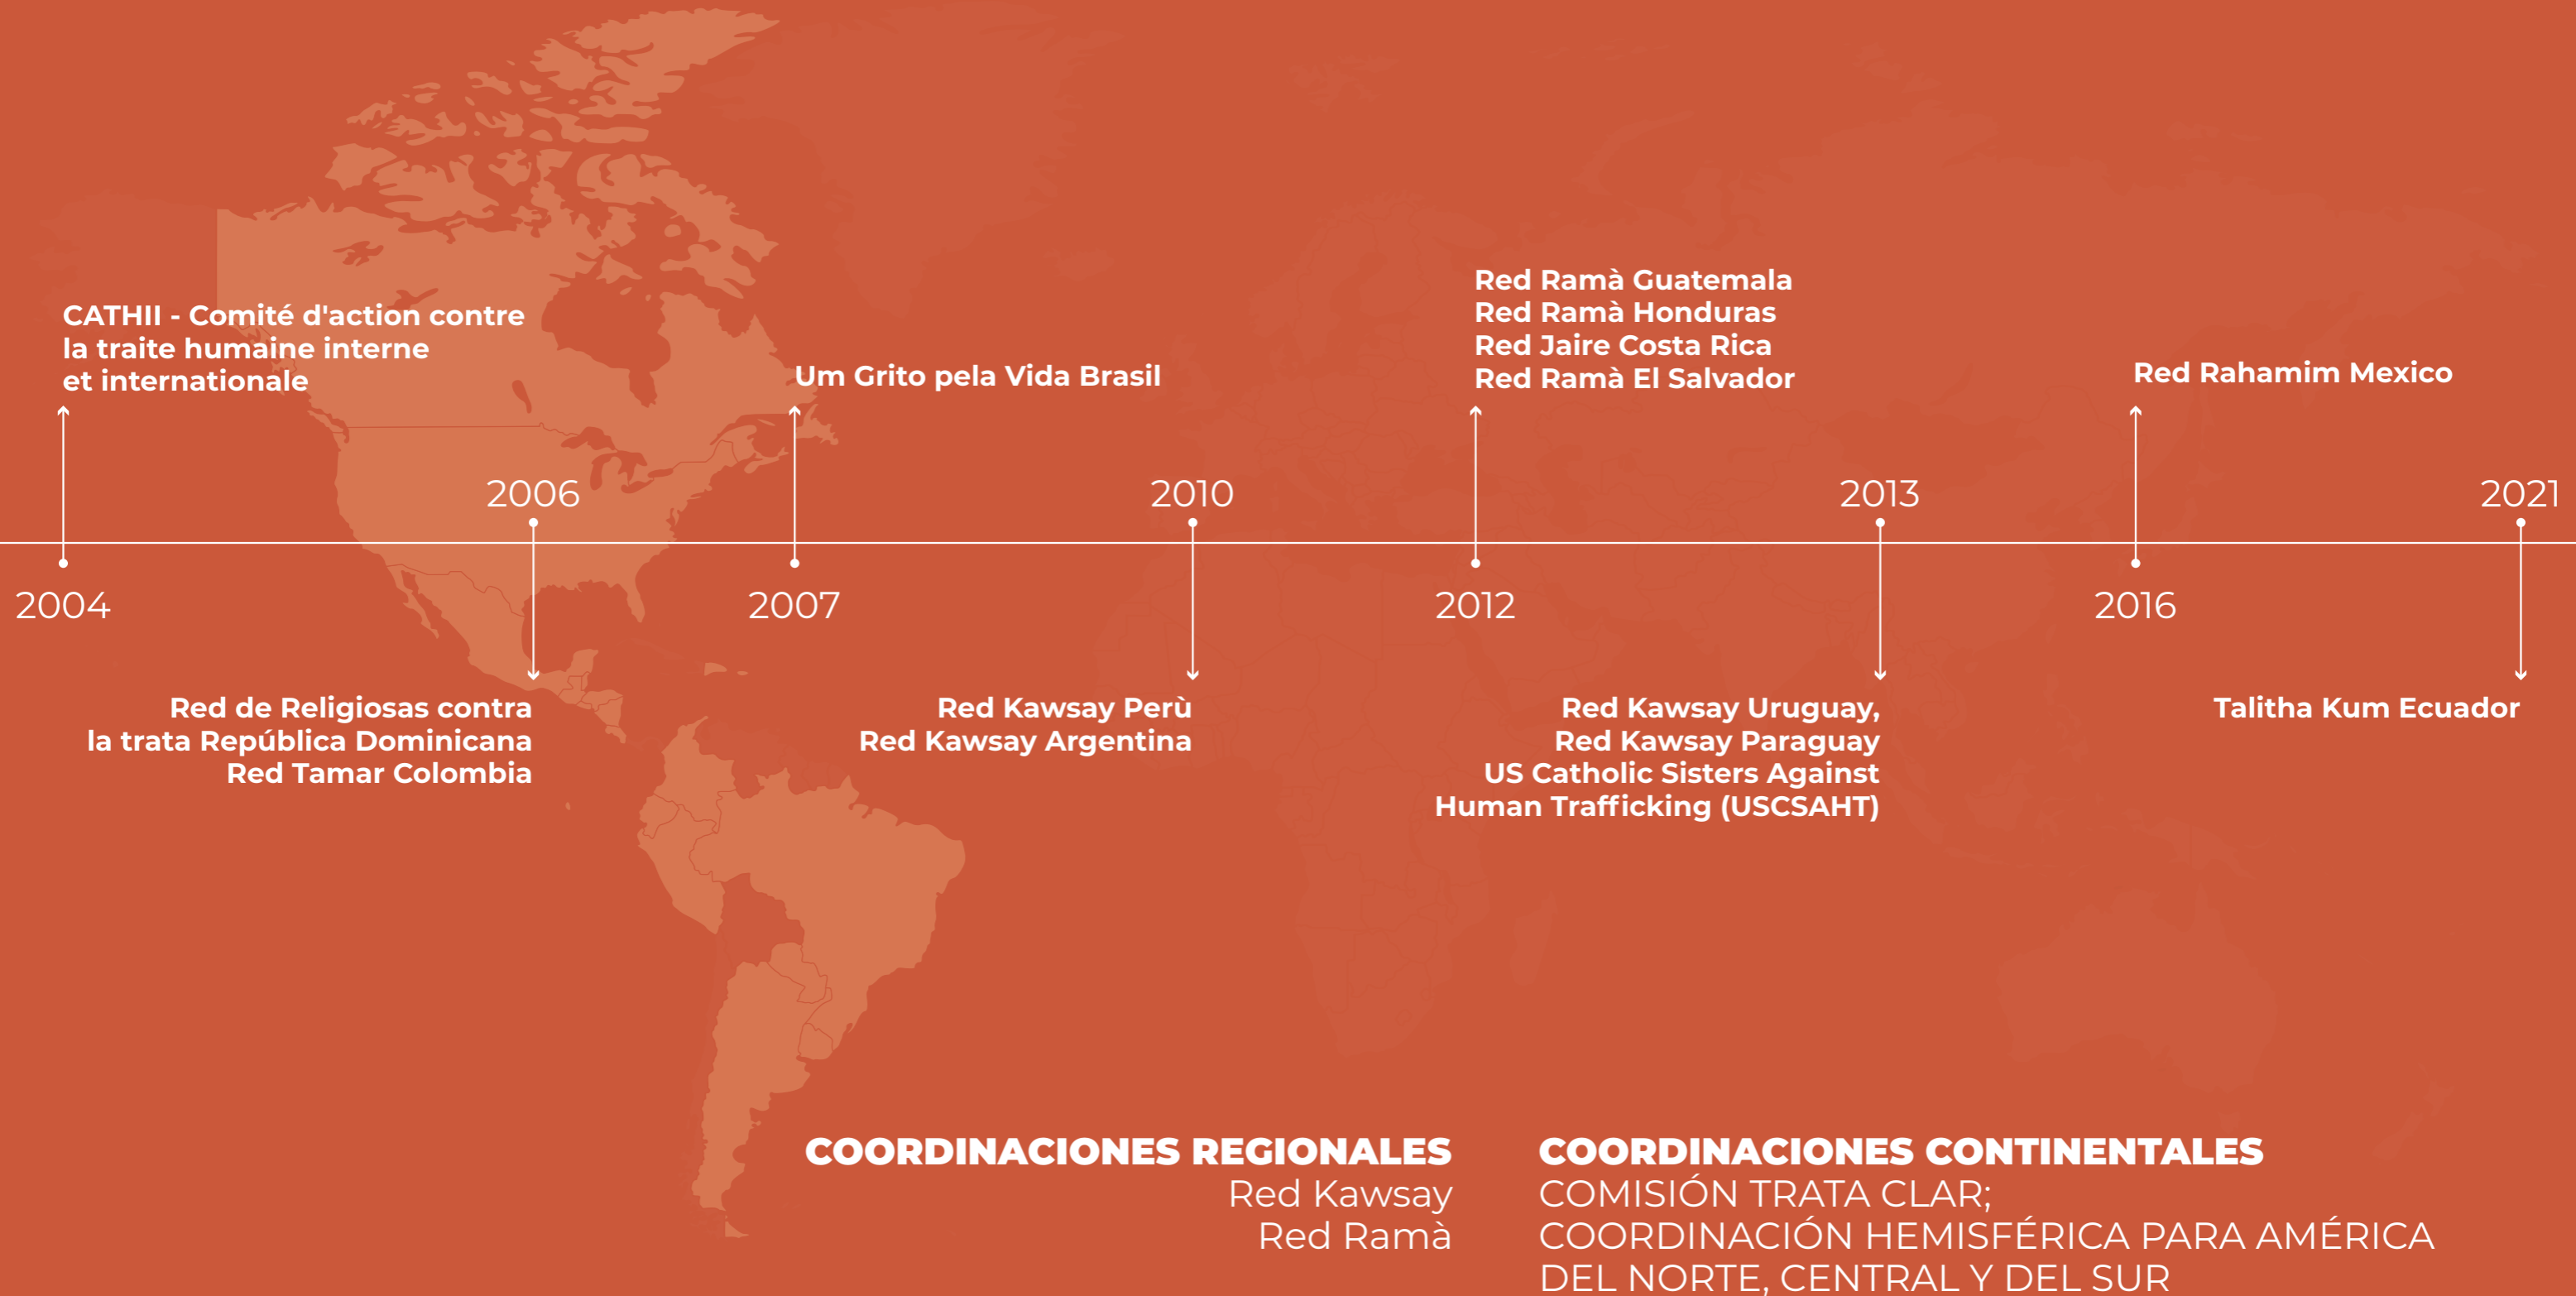 CATHII - Comité d'action contre
la traite humaine interne
et internationale
2004
2006
Red de Religiosas contra
la trata República Dominicana
Red Tamar Colombia
Um Grito pela Vida Brasil
2007
2010
Red Kawsay Perù
Red Kawsay Argentina
Red Ramà Guatemala
Red Ramà Honduras
Red Jaire Costa Rica
Red Ramà El Salvador
2012
2013
Red Kawsay Uruguay,
Red Kawsay Paraguay
US Catholic Sisters Against
Human Trafficking (USCSAHT)
Red Rahamim Mexico
2016
2021
Talitha Kum Ecuador
COORDINACIONES REGIONALES
Red Kawsay
Red Ramà
COORDINACIONES CONTINENTALES
COMISIÓN TRATA CLAR;
COORDINACIÓN HEMISFÉRICA PARA AMÉRICA
DEL NORTE, CENTRAL Y DEL SUR